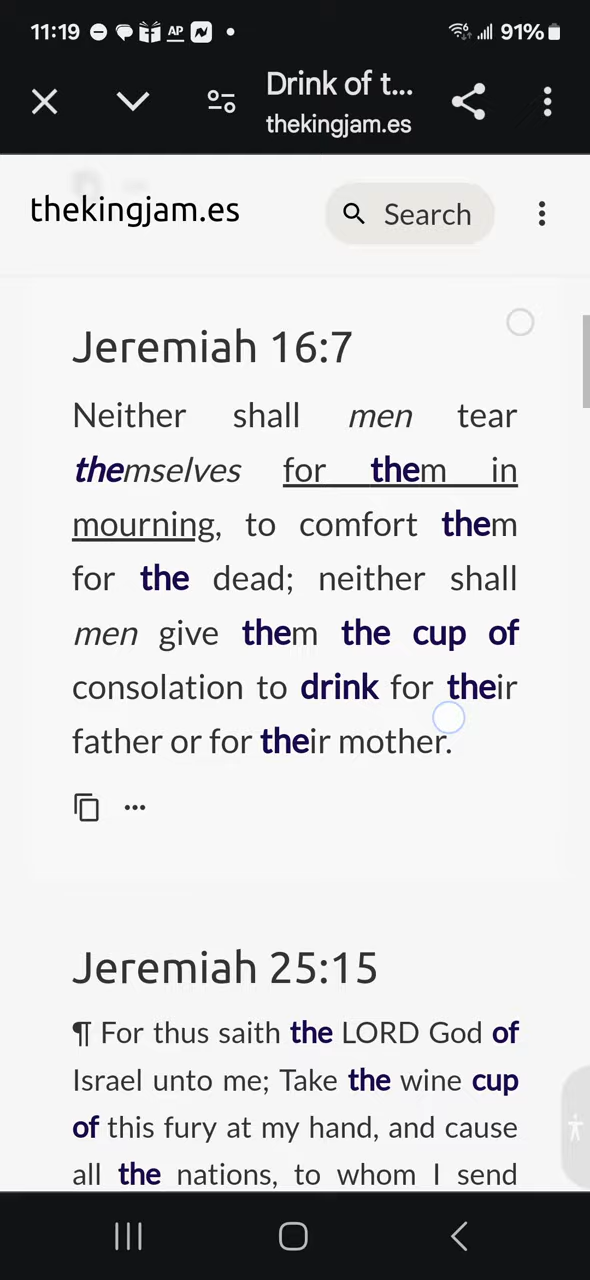 11:19 AP 91%
Drink of t...
thekingjam.es
thekingjam.es Search
Jeremiah 16:7
Neither shall men tear
themselves for them in
mourning, to comfort them
for the dead; neither shall
men give them the cup of
consolation to drink for their
father or for their mother.
Jeremiah 25:15
¶ For thus saith the LORD God of
Israel unto me; Take the wine cup
of this fury at my hand, and cause
all the nations, to whom I send